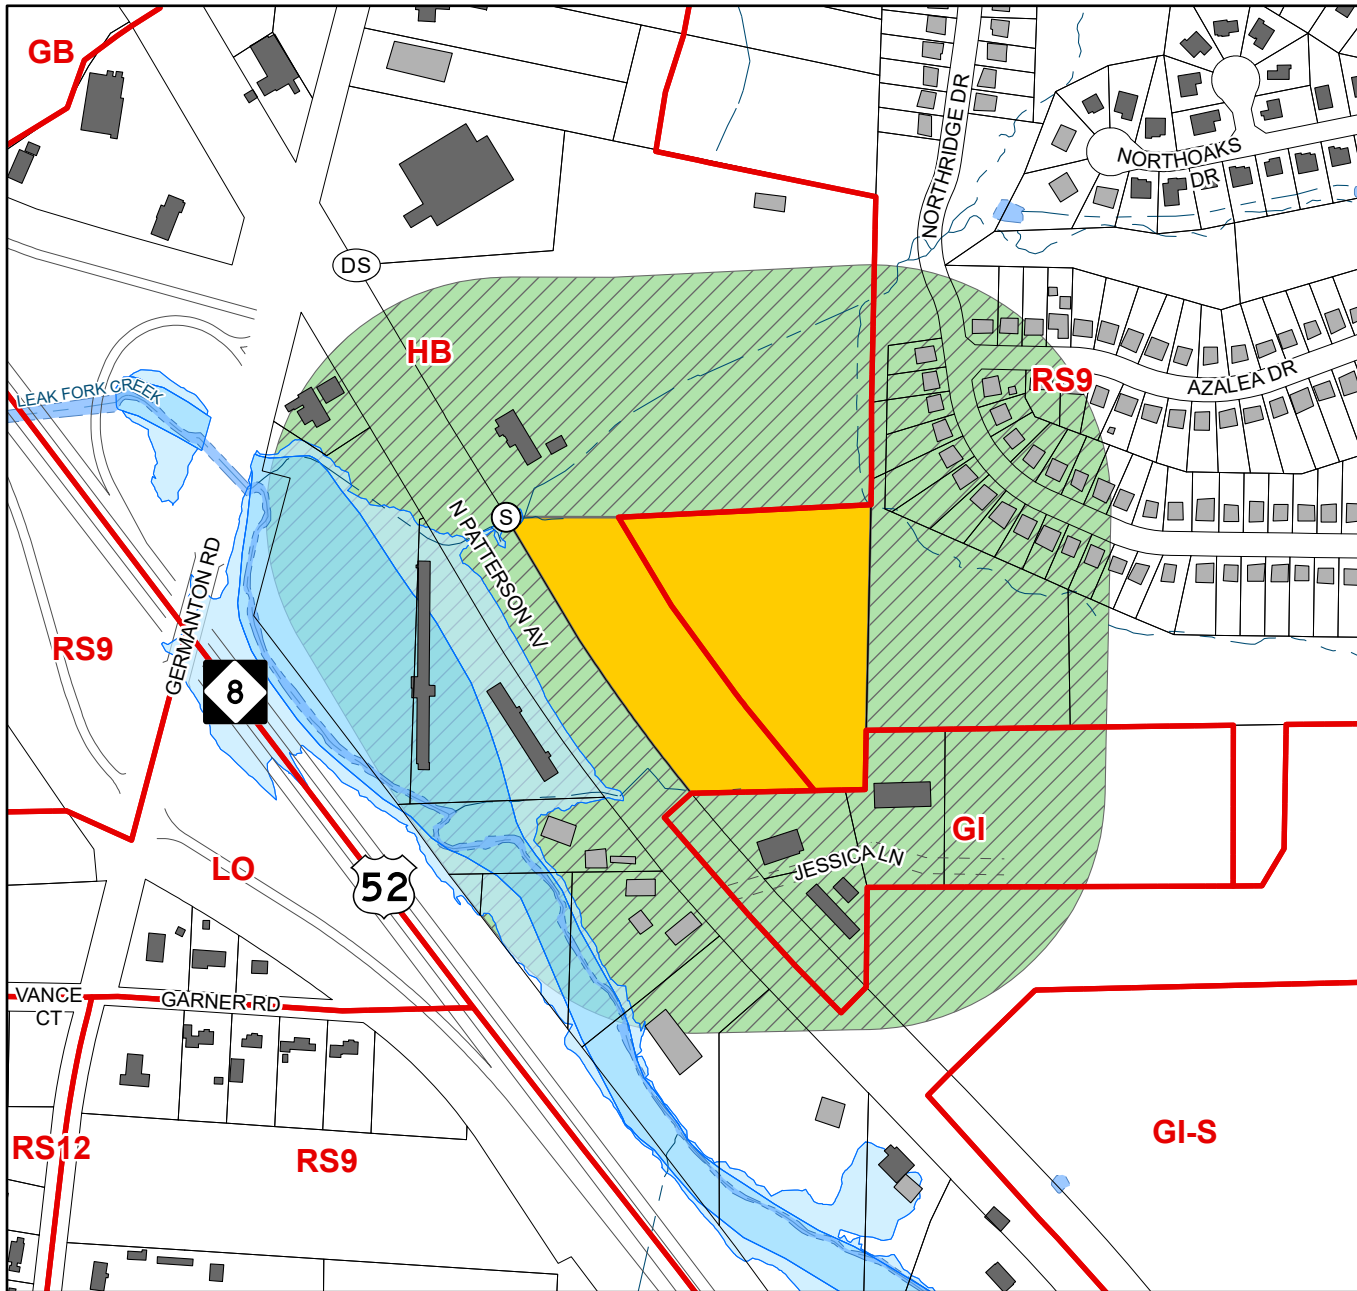 GB
NORTHRIDGE DR
NORTHOAKS
DR
DS
HB
RS9
AZALEA DR
LEAK FORK CREEK
S
N PATTERSON AV
GERMANTON RD
RS9
8
GI
JESSICA LN
LO
52
VANCE
CT
GARNER RD
RS12
RS9
GI-S